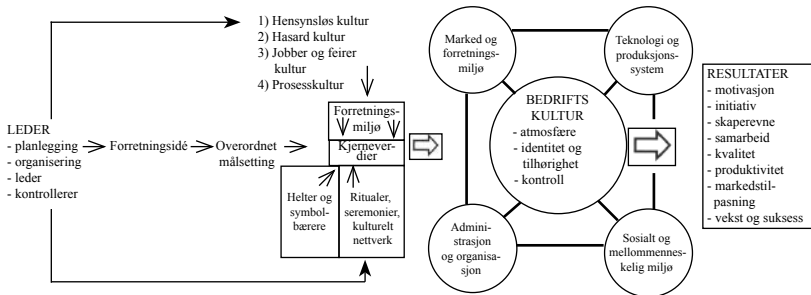 1) Hensynsløs kultur
2) Hasard kultur
3) Jobber og feirer
kultur
4) Prosesskultur
LEDER
- planlegging
- organisering
- leder
- kontrollerer
Forretningsidé
Overordnet
målsetting
Forretnings-
miljø
Kjernever-
dier
Helter og
symbol-
bærere
Ritualer,
seremonier,
kulturelt
nettverk
Marked og
forretnings-
miljø
Teknologi og
produksjons-
system
BEDRIFTS
KULTUR
- atmosfære
- identitet og
tilhørighet
- kontroll
Admini-
strasjon
og organisa-
sjon
Sosialt og
mellommennes-
kelig miljø
RESULTATER
- motivasjon
- initiativ
- skaperevne
- samarbeid
- kvalitet
- produktivitet
- markedstil-
pasning
- vekst og suksess